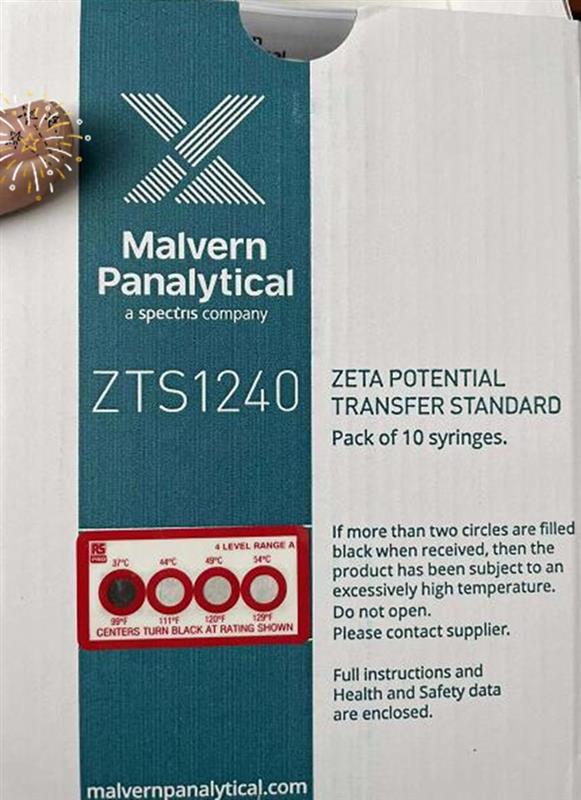 Malvern
Panalytical
a spectris company
ZTS1240
ZETA POTENTIAL
TRANSFER STANDARD
Pack of 10 syringes.
RS
PRO
4 LEVEL RANGE A
37°C 44°C 49°C 54°C
99°F 111°F 120°F 129°F
CENTERS TURN BLACK AT RATING SHOWN
If more than two circles are filled
black when received, then the
product has been subject to an
excessively high temperature.
Do not open.
Please contact supplier.
Full instructions and
Health and Safety data
are enclosed.
malvernpanalytical.com